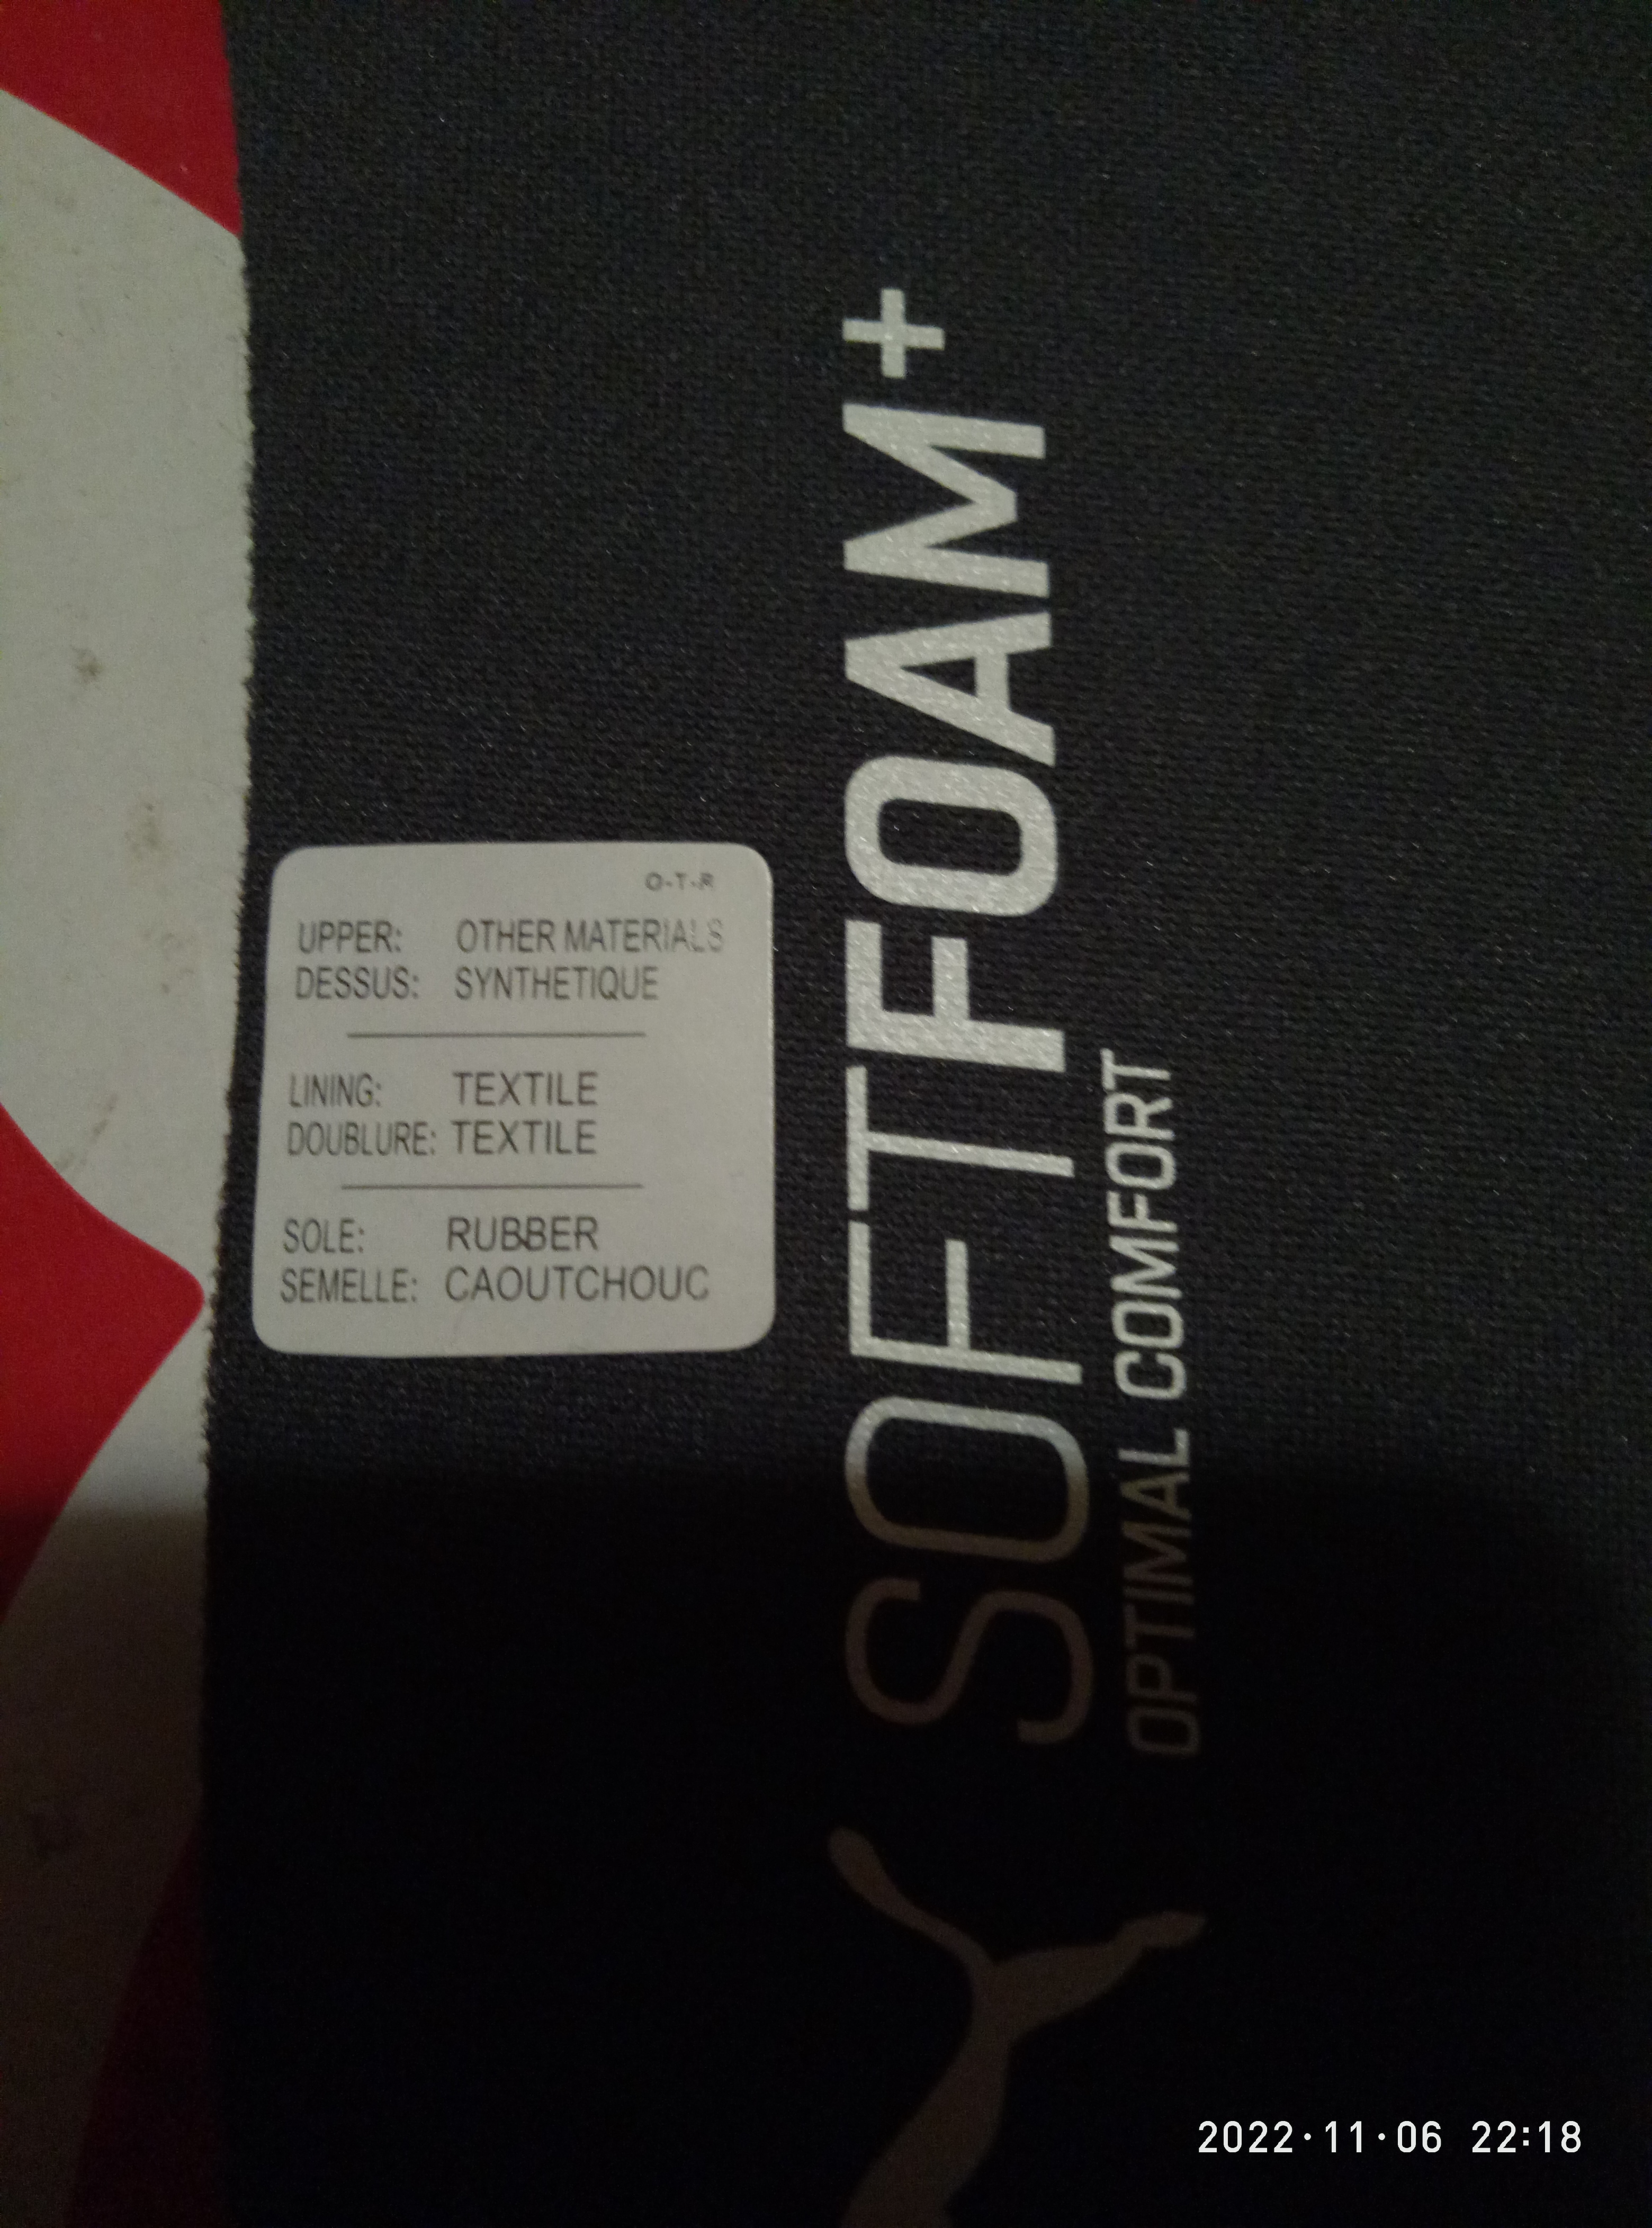 O-T-R
UPPER: OTHER MATERIALS
DESSUS: SYNTHETIQUE
LINING: TEXTILE
DOUBLURE: TEXTILE
SOLE: RUBBER
SEMELLE: CAOUTCHOUC
SOFTFOAM+
OPTIMAL COMFORT
2022·11·06 22:18